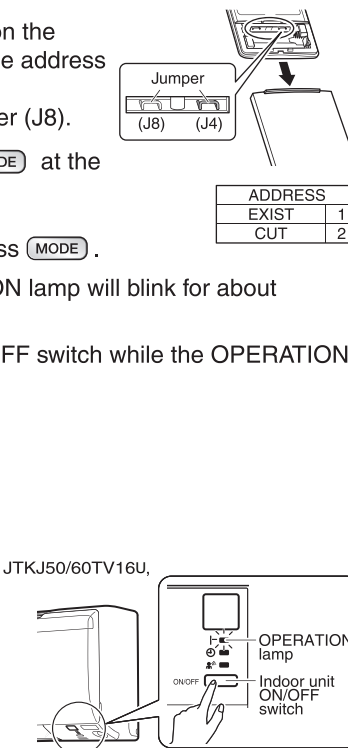 on the
e address
er (J8).
DE at the
ss MODE .
ON lamp will blink for about
FF switch while the OPERATION
Jumper
(J8) (J4)
ADDRESS
EXIST 1
CUT 2
JTKJ50/60TV16U,
OPERATION
lamp
ON/OFF
Indoor unit
ON/OFF
switch